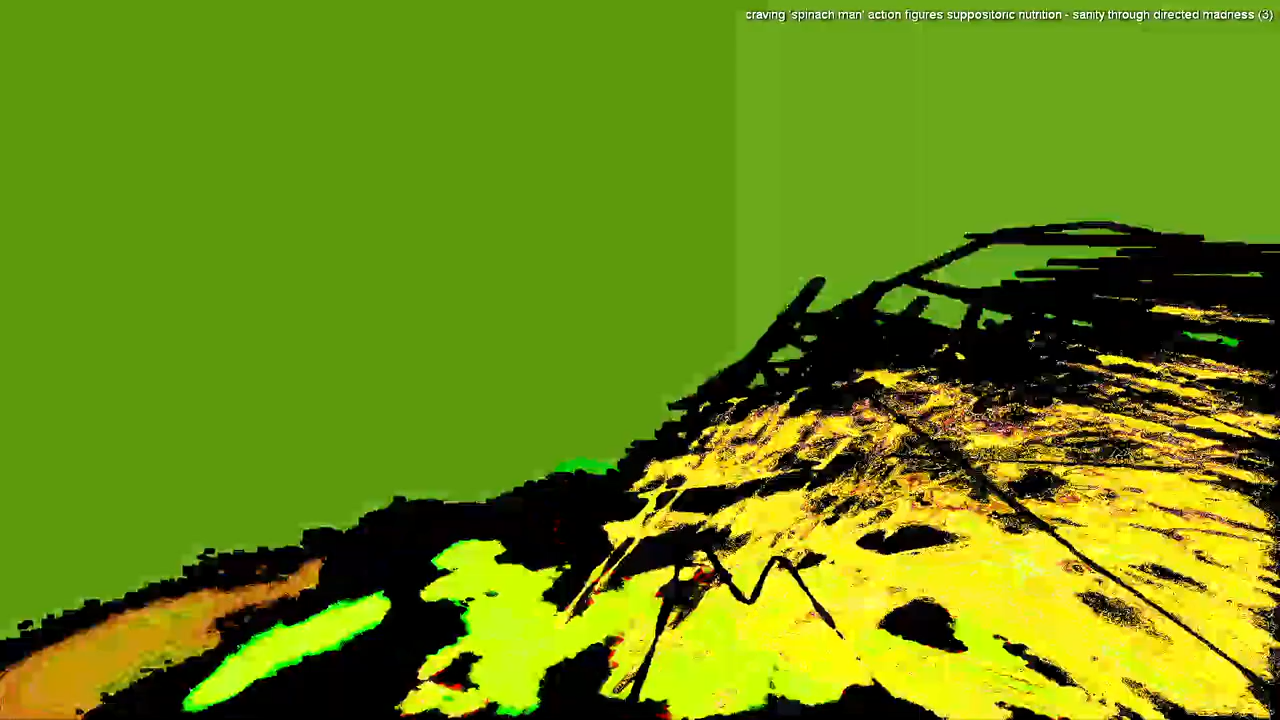 craving 'spinach man' action figures suppositoric nutrition - sanity through directed madness (3)